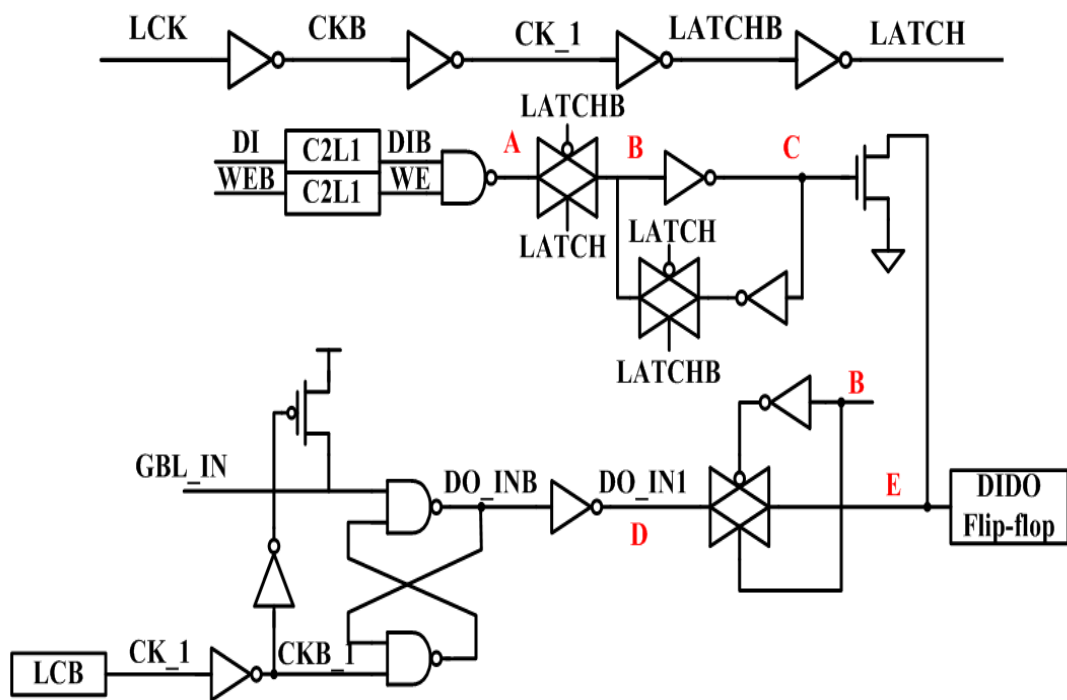 LCK CKB CK_1 LATCHB LATCH
LATCHB
DI C2L1 DIB A B C
WEB C2L1 WE
LATCH LATCH
LATCHB
B
GBL_IN DO_INB DO_IN1 E DIDO
D Flip-flop
LCB CK_1 CKB_1